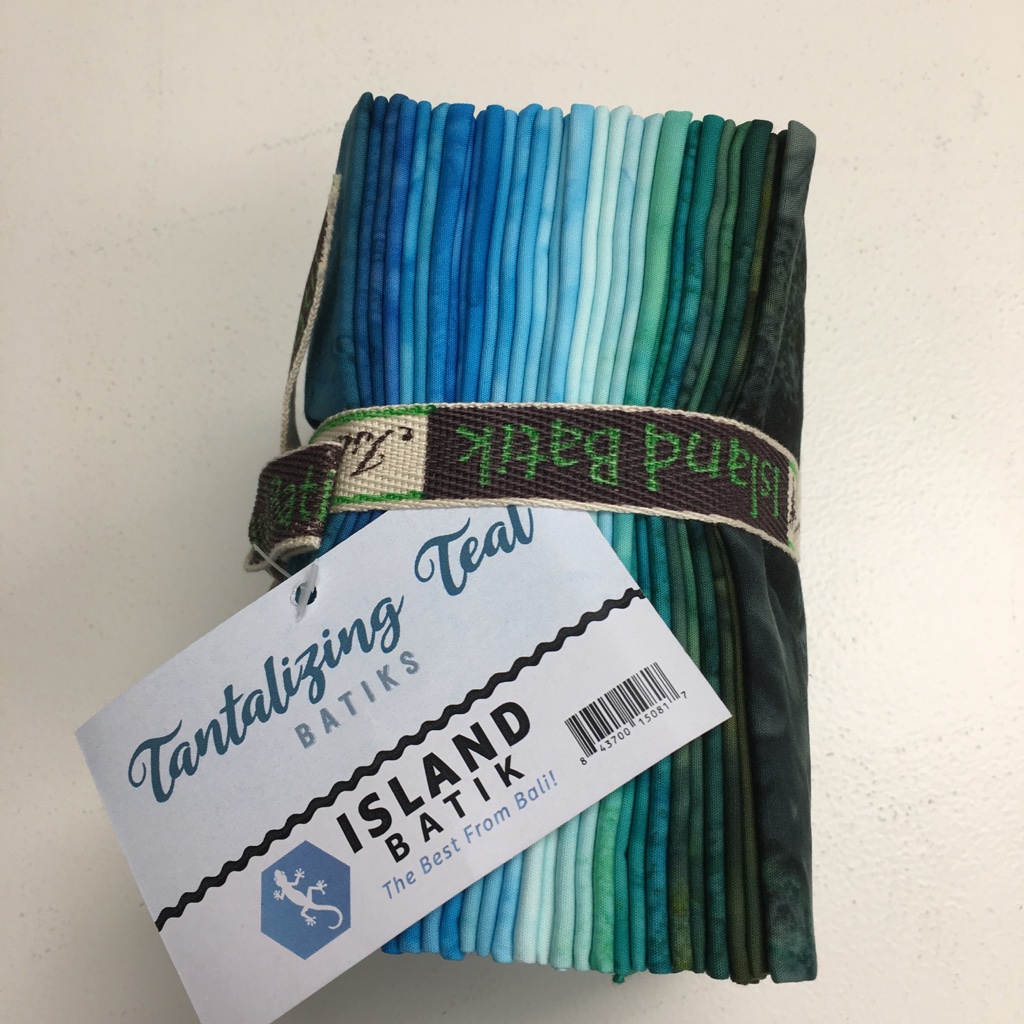 Island Batik
Tantalizing Teal
BATIKS
ISLAND
BATIK
The Best From Bali!
8 43700 15081 7